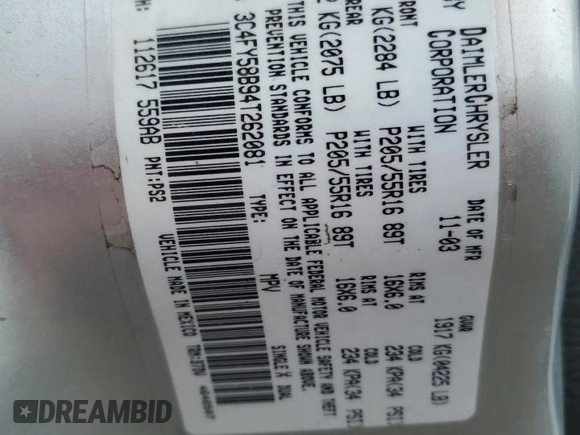 BY DAIMLERCHRYSLER CORPORATION
DATE OF MFR 11-03
GVWR 1917 KG(04225 LB)
FRONT WITH TIRES RIMS AT COLD
KG(2284 LB) P205/55R16 89T 16X6.0 234 KPA(34 PSI)
REAR WITH TIRES RIMS AT COLD
KG(2075 LB) P205/55R16 89T 16X6.0 234 KPA(34 PSI
THIS VEHICLE CONFORMS TO ALL APPLICABLE FEDERAL MOTOR VEHICLE SAFETY AND THEFT
PREVENTION STANDARDS IN EFFECT ON THE DATE OF MANUFACTURE SHOWN ABOVE.
3C4FY58B94T262081 TYPE: MPV SINGLE X DUAL
112617 559AB PNT:PS2 VEHICLE MADE IN MEXICO
DREAMBID